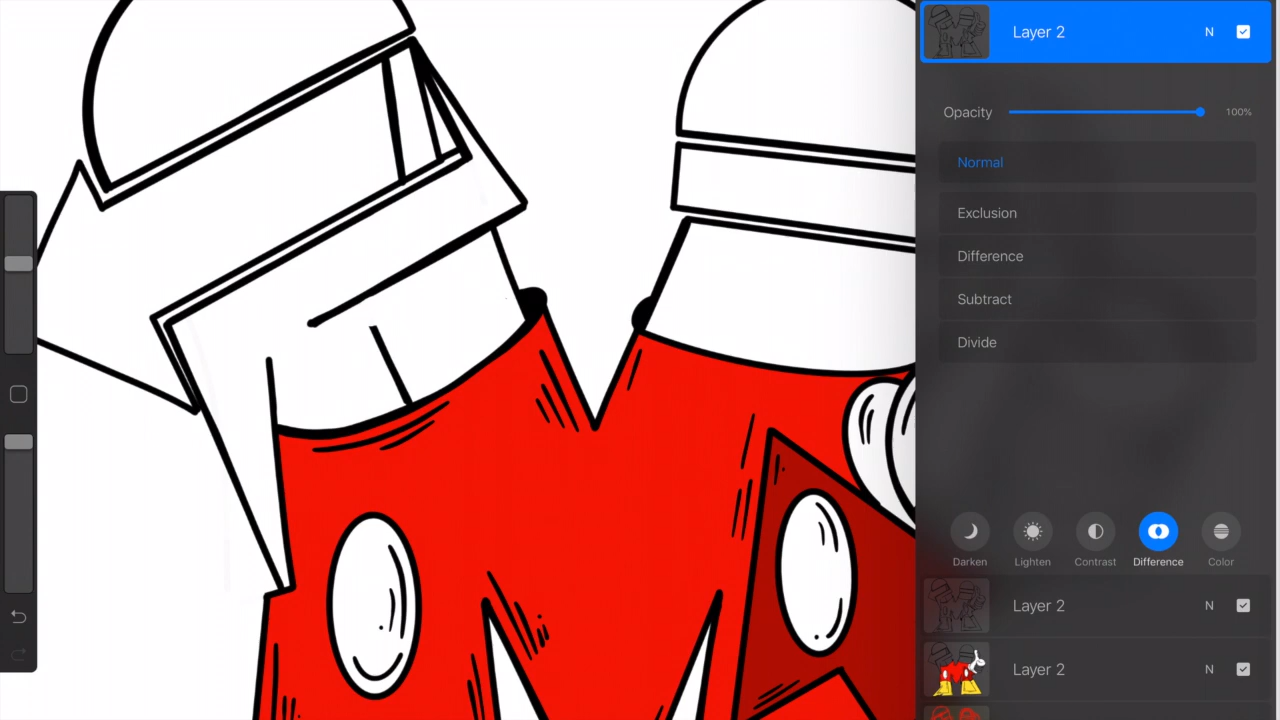 Layer 2 N
Opacity 100%
Normal
Exclusion
Difference
Subtract
Divide
Darken Lighten Contrast Difference Color
Layer 2 N
Layer 2 N